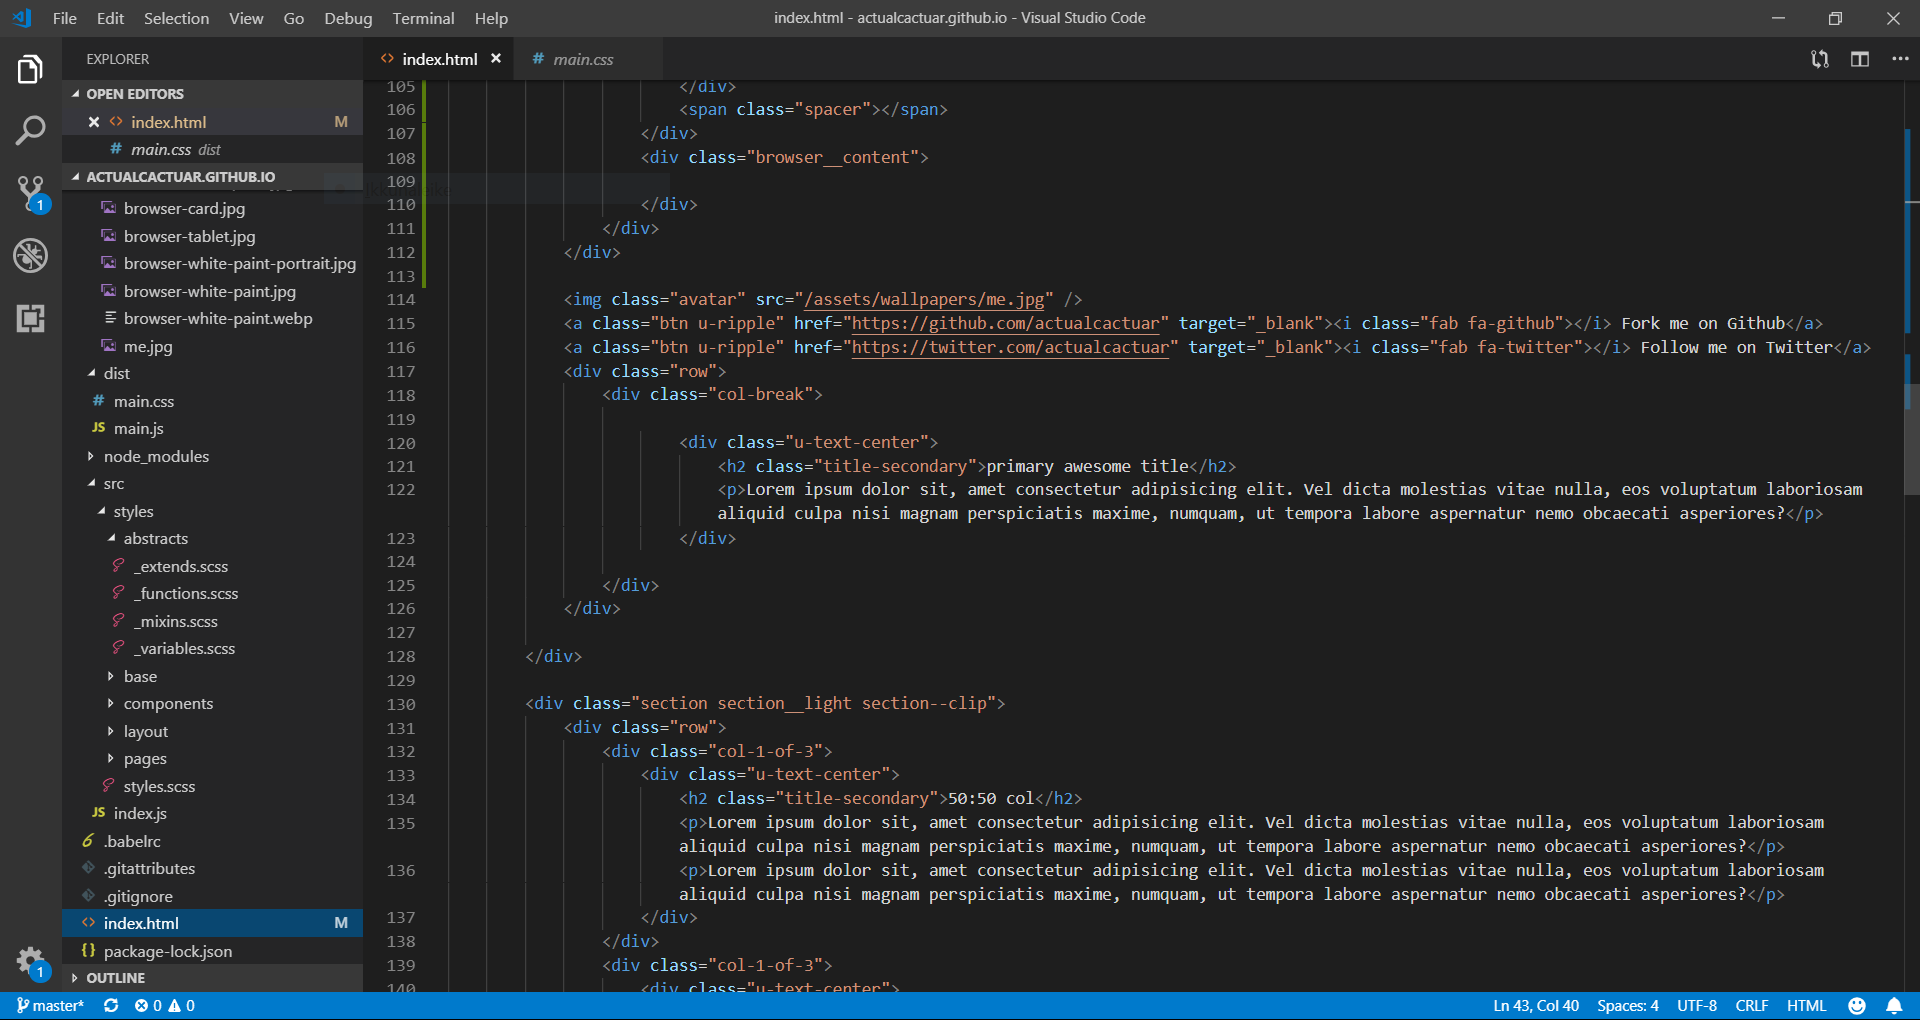 File Edit Selection View Go Debug Terminal Help
index.html - actualcactuar.github.io - Visual Studio Code
EXPLORER
OPEN EDITORS
index.html M
main.css dist
ACTUALCACTUAR.GITHUB.IO
browser-card.jpg
browser-tablet.jpg
browser-white-paint-portrait.jpg
browser-white-paint.jpg
browser-white-paint.webp
me.jpg
dist
main.css
JS main.js
node_modules
src
styles
abstracts
_extends.scss
_functions.scss
_mixins.scss
_variables.scss
base
components
layout
pages
styles.scss
JS index.js
.babelrc
.gitattributes
.gitignore
index.html M
package-lock.json
OUTLINE
1
1
index.html
main.css
105 </div>
106 <span class="spacer"></span>
107 </div>
108 <div class="browser__content">
109
110 </div>
111 </div>
112 </div>
113
114 <img class="avatar" src="/assets/wallpapers/me.jpg" />
115 <a class="btn u-ripple" href="https://github.com/actualcactuar" target="_blank"><i class="fab fa-github"></i> Fork me on Github</a>
116 <a class="btn u-ripple" href="https://twitter.com/actualcactuar" target="_blank"><i class="fab fa-twitter"></i> Follow me on Twitter</a>
117 <div class="row">
118 <div class="col-break">
119
120 <div class="u-text-center">
121 <h2 class="title-secondary">primary awesome title</h2>
122 <p>Lorem ipsum dolor sit, amet consectetur adipisicing elit. Vel dicta molestias vitae nulla, eos voluptatum laboriosam
aliquid culpa nisi magnam perspiciatis maxime, numquam, ut tempora labore aspernatur nemo obcaecati asperiores?</p>
123 </div>
124
125 </div>
126 </div>
127
128 </div>
129
130 <div class="section section__light section--clip">
131 <div class="row">
132 <div class="col-1-of-3">
133 <div class="u-text-center">
134 <h2 class="title-secondary">50:50 col</h2>
135 <p>Lorem ipsum dolor sit, amet consectetur adipisicing elit. Vel dicta molestias vitae nulla, eos voluptatum laboriosam
aliquid culpa nisi magnam perspiciatis maxime, numquam, ut tempora labore aspernatur nemo obcaecati asperiores?</p>
136 <p>Lorem ipsum dolor sit, amet consectetur adipisicing elit. Vel dicta molestias vitae nulla, eos voluptatum laboriosam
aliquid culpa nisi magnam perspiciatis maxime, numquam, ut tempora labore aspernatur nemo obcaecati asperiores?</p>
137 </div>
138 </div>
139 <div class="col-1-of-3">
140 <div class="u-text-center">
master* 0 0
Ln 43, Col 40 Spaces: 4 UTF-8 CRLF HTML